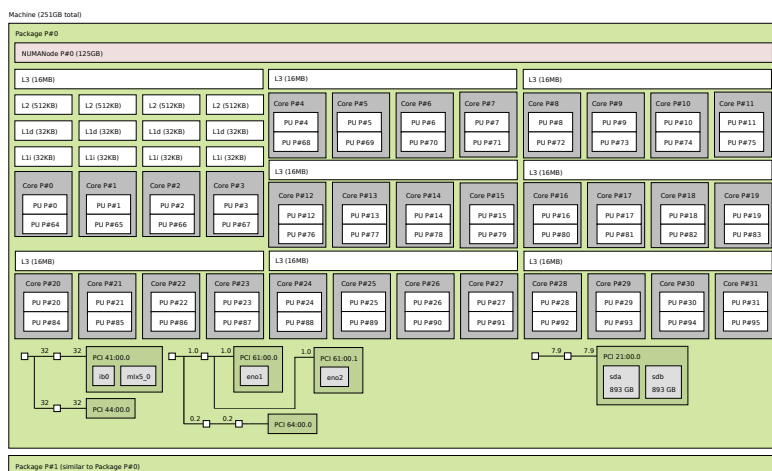 Machine (251GB total)
Package P#0
NUMANode P#0 (125GB)
L3 (16MB) L3 (16MB) L3 (16MB)
L2 (512KB) L2 (512KB) L2 (512KB) L2 (512KB)
L1d (32KB) L1d (32KB) L1d (32KB) L1d (32KB)
L1i (32KB) L1i (32KB) L1i (32KB) L1i (32KB)
Core P#0 Core P#1 Core P#2 Core P#3
PU P#0 PU P#1 PU P#2 PU P#3
PU P#64 PU P#65 PU P#66 PU P#67
Core P#4 Core P#5 Core P#6 Core P#7
PU P#4 PU P#5 PU P#6 PU P#7
PU P#68 PU P#69 PU P#70 PU P#71
Core P#8 Core P#9 Core P#10 Core P#11
PU P#8 PU P#9 PU P#10 PU P#11
PU P#72 PU P#73 PU P#74 PU P#75
L3 (16MB) L3 (16MB)
Core P#12 Core P#13 Core P#14 Core P#15
PU P#12 PU P#13 PU P#14 PU P#15
PU P#76 PU P#77 PU P#78 PU P#79
Core P#16 Core P#17 Core P#18 Core P#19
PU P#16 PU P#17 PU P#18 PU P#19
PU P#80 PU P#81 PU P#82 PU P#83
L3 (16MB) L3 (16MB) L3 (16MB)
Core P#20 Core P#21 Core P#22 Core P#23 Core P#24 Core P#25 Core P#26 Core P#27 Core P#28 Core P#29 Core P#30 Core P#31
PU P#20 PU P#21 PU P#22 PU P#23 PU P#24 PU P#25 PU P#26 PU P#27 PU P#28 PU P#29 PU P#30 PU P#31
PU P#84 PU P#85 PU P#86 PU P#87 PU P#88 PU P#89 PU P#90 PU P#91 PU P#92 PU P#93 PU P#94 PU P#95
32 32 PCI 41:00.0
ib0 mlx5_0
32 32 PCI 44:00.0
1.0 1.0 PCI 61:00.0
eno1
1.0 PCI 61:00.1
eno2
0.2 0.2 PCI 64:00.0
7.9 7.9 PCI 21:00.0
sda sdb
893 GB 893 GB
Package P#1 (similar to Package P#0)